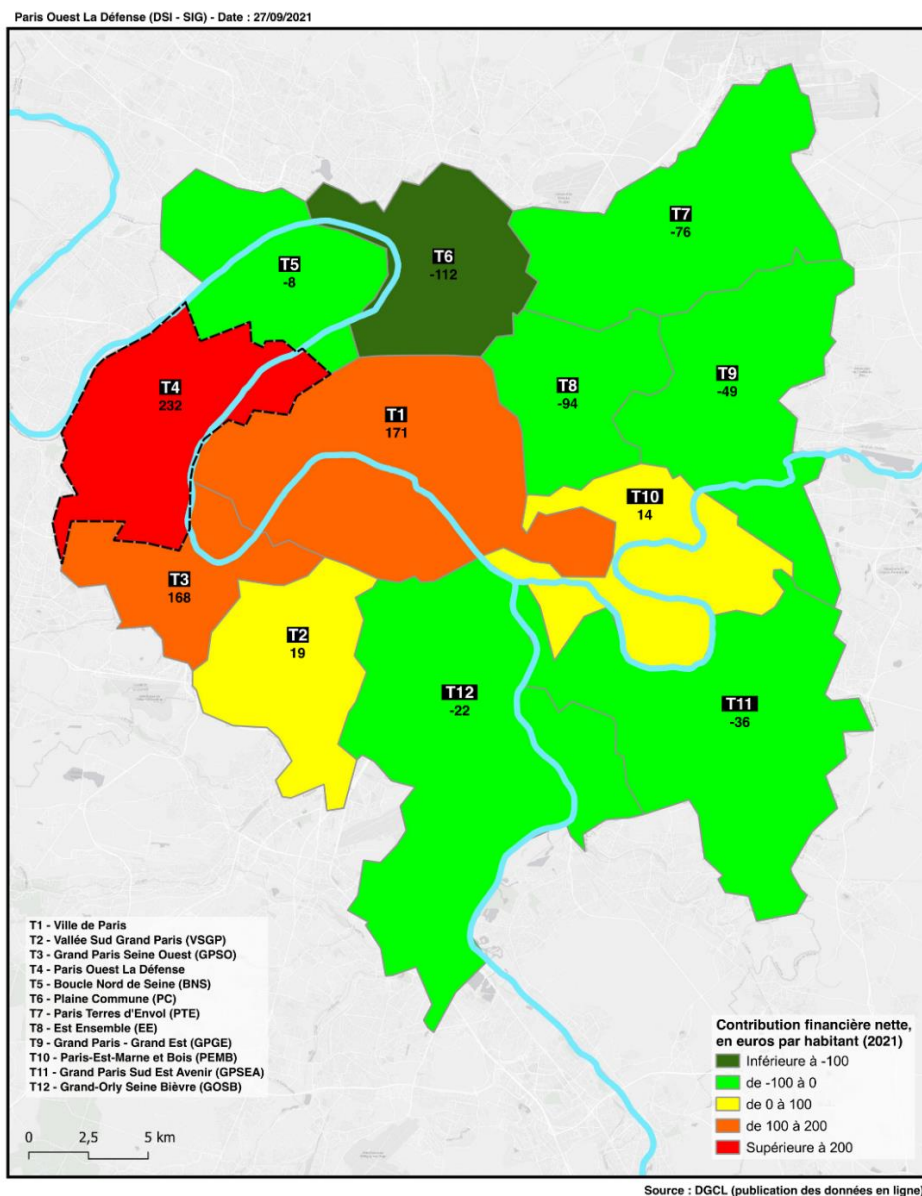 Paris Ouest La Défense (DSI - SIG) - Date : 27/09/2021
T7
-76
T6
-112
T5
-8
T4
232
T8
-94
T9
-49
T1
171
T10
14
T3
168
T2
19
T12
-22
T11
-36
T1 - Ville de Paris
T2 - Vallée Sud Grand Paris (VSGP)
T3 - Grand Paris Seine Ouest (GPSO)
T4 - Paris Ouest La Défense
T5 - Boucle Nord de Seine (BNS)
T6 - Plaine Commune (PC)
T7 - Paris Terres d'Envol (PTE)
T8 - Est Ensemble (EE)
T9 - Grand Paris - Grand Est (GPGE)
T10 - Paris-Est-Marne et Bois (PEMB)
T11 - Grand Paris Sud Est Avenir (GPSEA)
T12 - Grand-Orly Seine Bièvre (GOSB)
0 2,5 5 km
Contribution financière nette,
en euros par habitant (2021)
Inférieure à -100
de -100 à 0
de 0 à 100
de 100 à 200
Supérieure à 200
Source : DGCL (publication des données en ligne)